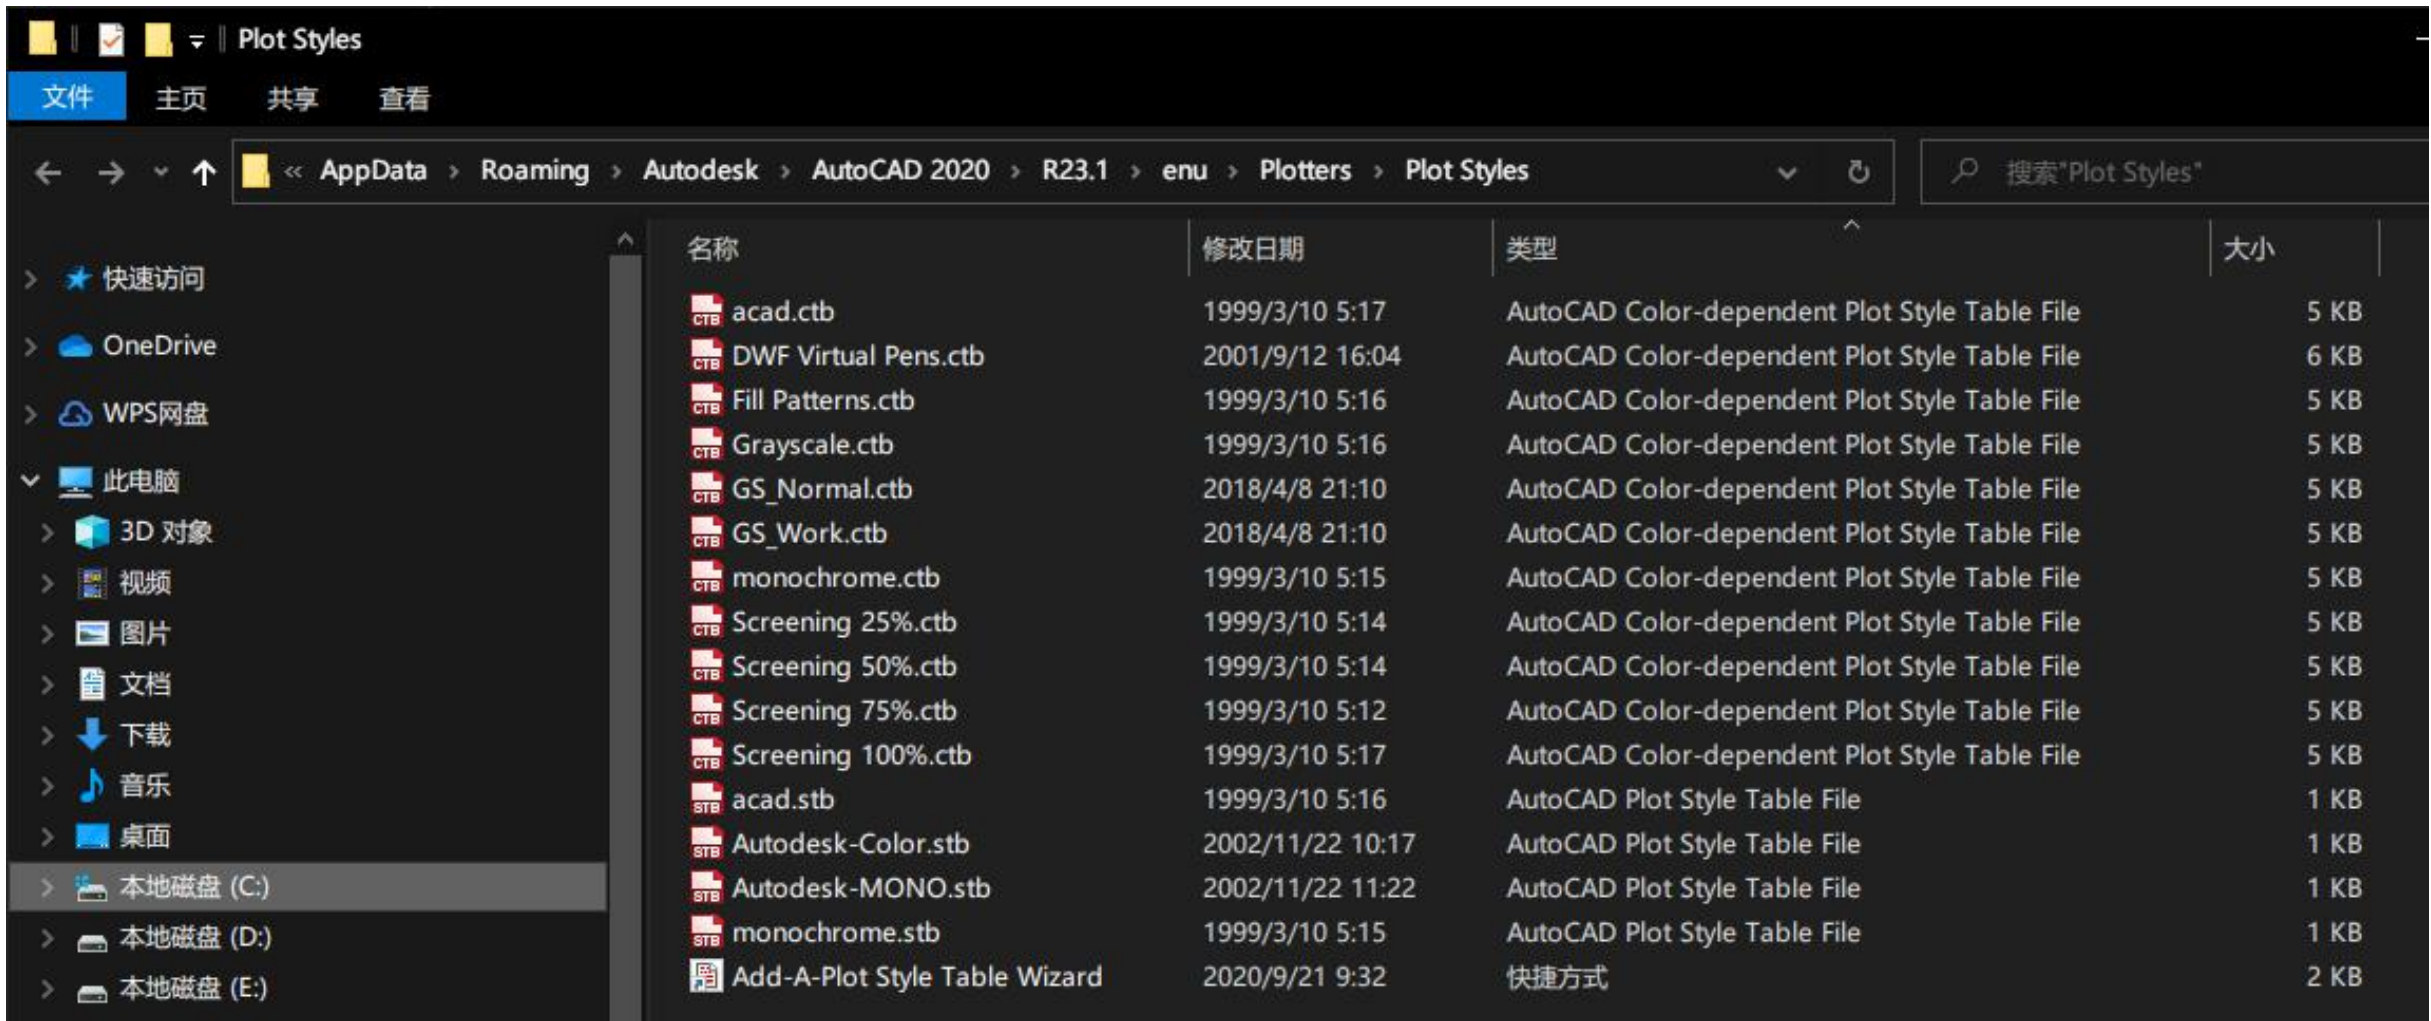 Plot Styles
文件 主页 共享 查看
« AppData > Roaming > Autodesk > AutoCAD 2020 > R23.1 > enu > Plotters > Plot Styles 搜索"Plot Styles"
快速访问
OneDrive
WPS网盘
此电脑
3D 对象
视频
图片
文档
下载
音乐
桌面
本地磁盘 (C:)
本地磁盘 (D:)
本地磁盘 (E:)
名称 修改日期 类型 大小
CTB acad.ctb 1999/3/10 5:17 AutoCAD Color-dependent Plot Style Table File 5 KB
CTB DWF Virtual Pens.ctb 2001/9/12 16:04 AutoCAD Color-dependent Plot Style Table File 6 KB
CTB Fill Patterns.ctb 1999/3/10 5:16 AutoCAD Color-dependent Plot Style Table File 5 KB
CTB Grayscale.ctb 1999/3/10 5:16 AutoCAD Color-dependent Plot Style Table File 5 KB
CTB GS_Normal.ctb 2018/4/8 21:10 AutoCAD Color-dependent Plot Style Table File 5 KB
CTB GS_Work.ctb 2018/4/8 21:10 AutoCAD Color-dependent Plot Style Table File 5 KB
CTB monochrome.ctb 1999/3/10 5:15 AutoCAD Color-dependent Plot Style Table File 5 KB
CTB Screening 25%.ctb 1999/3/10 5:14 AutoCAD Color-dependent Plot Style Table File 5 KB
CTB Screening 50%.ctb 1999/3/10 5:14 AutoCAD Color-dependent Plot Style Table File 5 KB
CTB Screening 75%.ctb 1999/3/10 5:12 AutoCAD Color-dependent Plot Style Table File 5 KB
CTB Screening 100%.ctb 1999/3/10 5:17 AutoCAD Color-dependent Plot Style Table File 5 KB
STB acad.stb 1999/3/10 5:16 AutoCAD Plot Style Table File 1 KB
STB Autodesk-Color.stb 2002/11/22 10:17 AutoCAD Plot Style Table File 1 KB
STB Autodesk-MONO.stb 2002/11/22 11:22 AutoCAD Plot Style Table File 1 KB
STB monochrome.stb 1999/3/10 5:15 AutoCAD Plot Style Table File 1 KB
Add-A-Plot Style Table Wizard 2020/9/21 9:32 快捷方式 2 KB